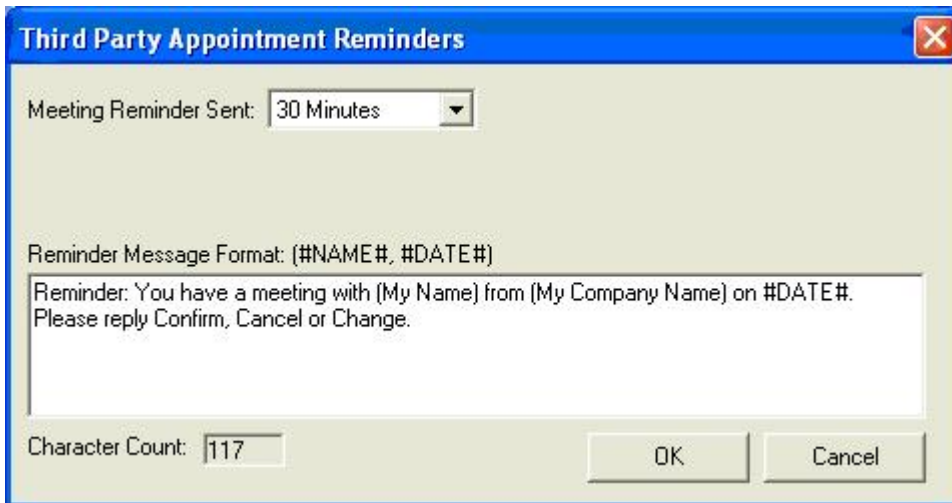 Third Party Appointment Reminders
Meeting Reminder Sent: 30 Minutes
Reminder Message Format: (#NAME#, #DATE#)
Reminder: You have a meeting with (My Name) from (My Company Name) on #DATE#.
Please reply Confirm, Cancel or Change.
Character Count: 117
OK Cancel